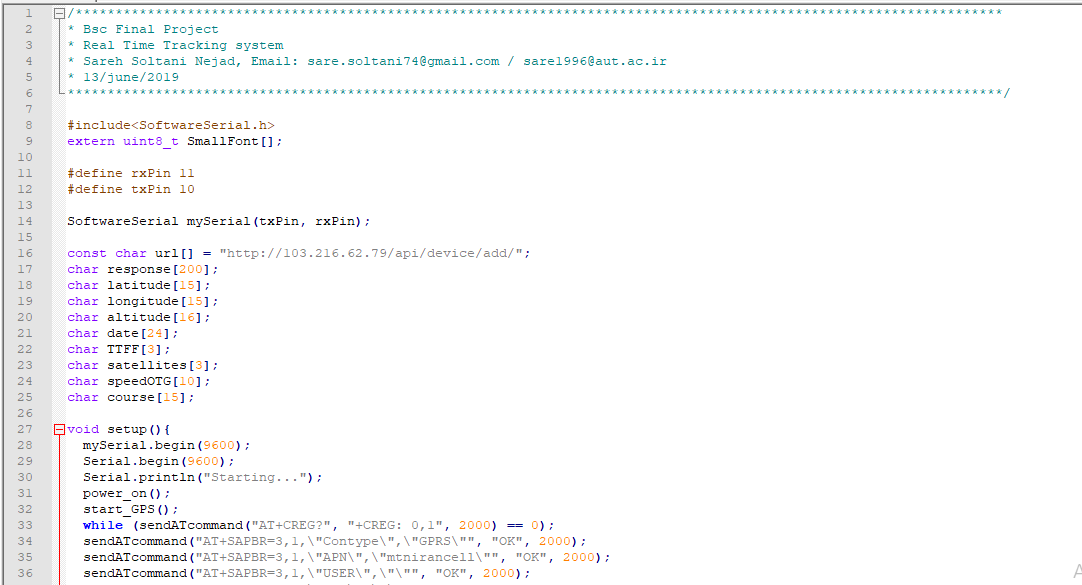 1 /********************************************************************************************************************
2 * Bsc Final Project
3 * Real Time Tracking system
4 * Sareh Soltani Nejad, Email: sare.soltani74@gmail.com / sare1996@aut.ac.ir
5 * 13/june/2019
6 *********************************************************************************************************************/
7
8 #include<SoftwareSerial.h>
9 extern uint8_t SmallFont[];
10
11 #define rxPin 11
12 #define txPin 10
13
14 SoftwareSerial mySerial(txPin, rxPin);
15
16 const char url[] = "http://103.216.62.79/api/device/add/";
17 char response[200];
18 char latitude[15];
19 char longitude[15];
20 char altitude[16];
21 char date[24];
22 char TTFF[3];
23 char satellites[3];
24 char speedOTG[10];
25 char course[15];
26
27 void setup(){
28 mySerial.begin(9600);
29 Serial.begin(9600);
30 Serial.println("Starting...");
31 power_on();
32 start_GPS();
33 while (sendATcommand("AT+CREG?", "+CREG: 0,1", 2000) == 0);
34 sendATcommand("AT+SAPBR=3,1,\"Contype\",\"GPRS\"", "OK", 2000);
35 sendATcommand("AT+SAPBR=3,1,\"APN\",\"mtnirancell\"", "OK", 2000);
36 sendATcommand("AT+SAPBR=3,1,\"USER\",\"\"", "OK", 2000);